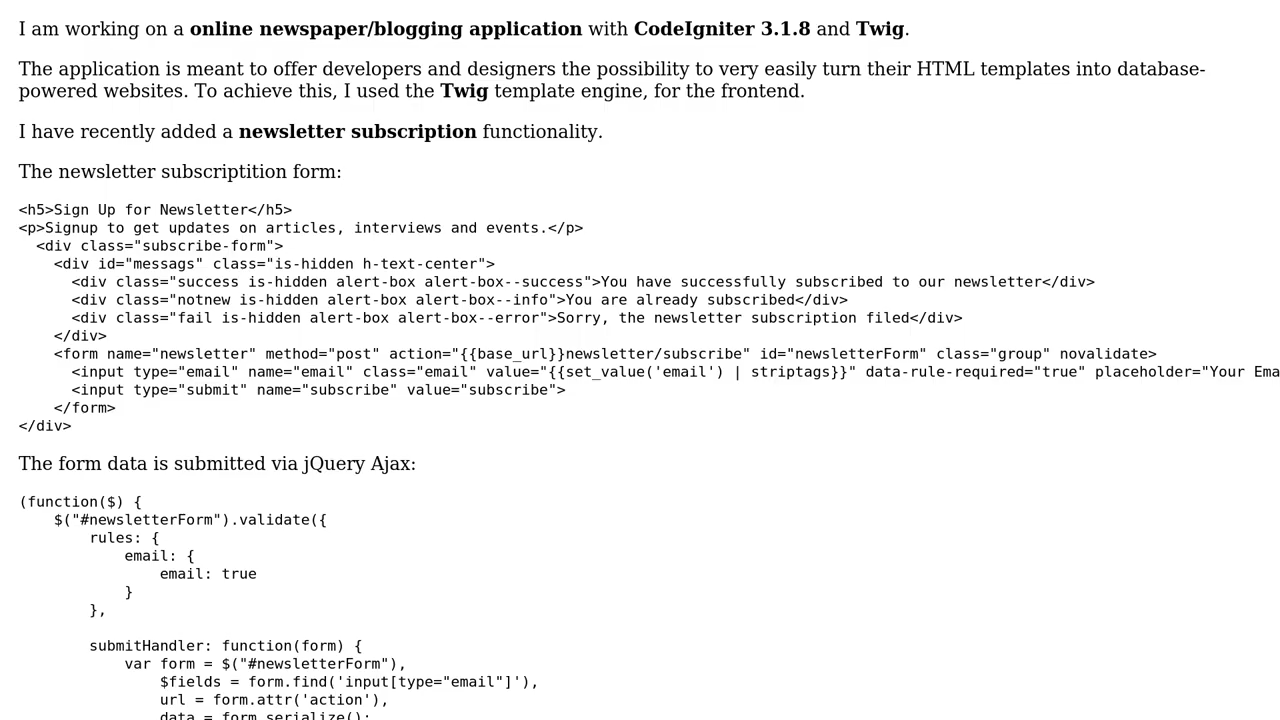 I am working on a online newspaper/blogging application with CodeIgniter 3.1.8 and Twig.
The application is meant to offer developers and designers the possibility to very easily turn their HTML templates into database-
powered websites. To achieve this, I used the Twig template engine, for the frontend.
I have recently added a newsletter subscription functionality.
The newsletter subscriptition form:
<h5>Sign Up for Newsletter</h5>
<p>Signup to get updates on articles, interviews and events.</p>
  <div class="subscribe-form">
    <div id="messags" class="is-hidden h-text-center">
      <div class="success is-hidden alert-box alert-box--success">You have successfully subscribed to our newsletter</div>
      <div class="notnew is-hidden alert-box alert-box--info">You are already subscribed</div>
      <div class="fail is-hidden alert-box alert-box--error">Sorry, the newsletter subscription filed</div>
    </div>
    <form name="newsletter" method="post" action="{{base_url}}newsletter/subscribe" id="newsletterForm" class="group" novalidate>
      <input type="email" name="email" class="email" value="{{set_value('email') | striptags}}" data-rule-required="true" placeholder="Your Ema
      <input type="submit" name="subscribe" value="subscribe">
    </form>
</div>
The form data is submitted via jQuery Ajax:
(function($) {
    $("#newsletterForm").validate({
        rules: {
            email: {
                email: true
            }
        },
        submitHandler: function(form) {
            var form = $("#newsletterForm"),
                $fields = form.find('input[type="email"]'),
                url = form.attr('action'),
                data = form.serialize();